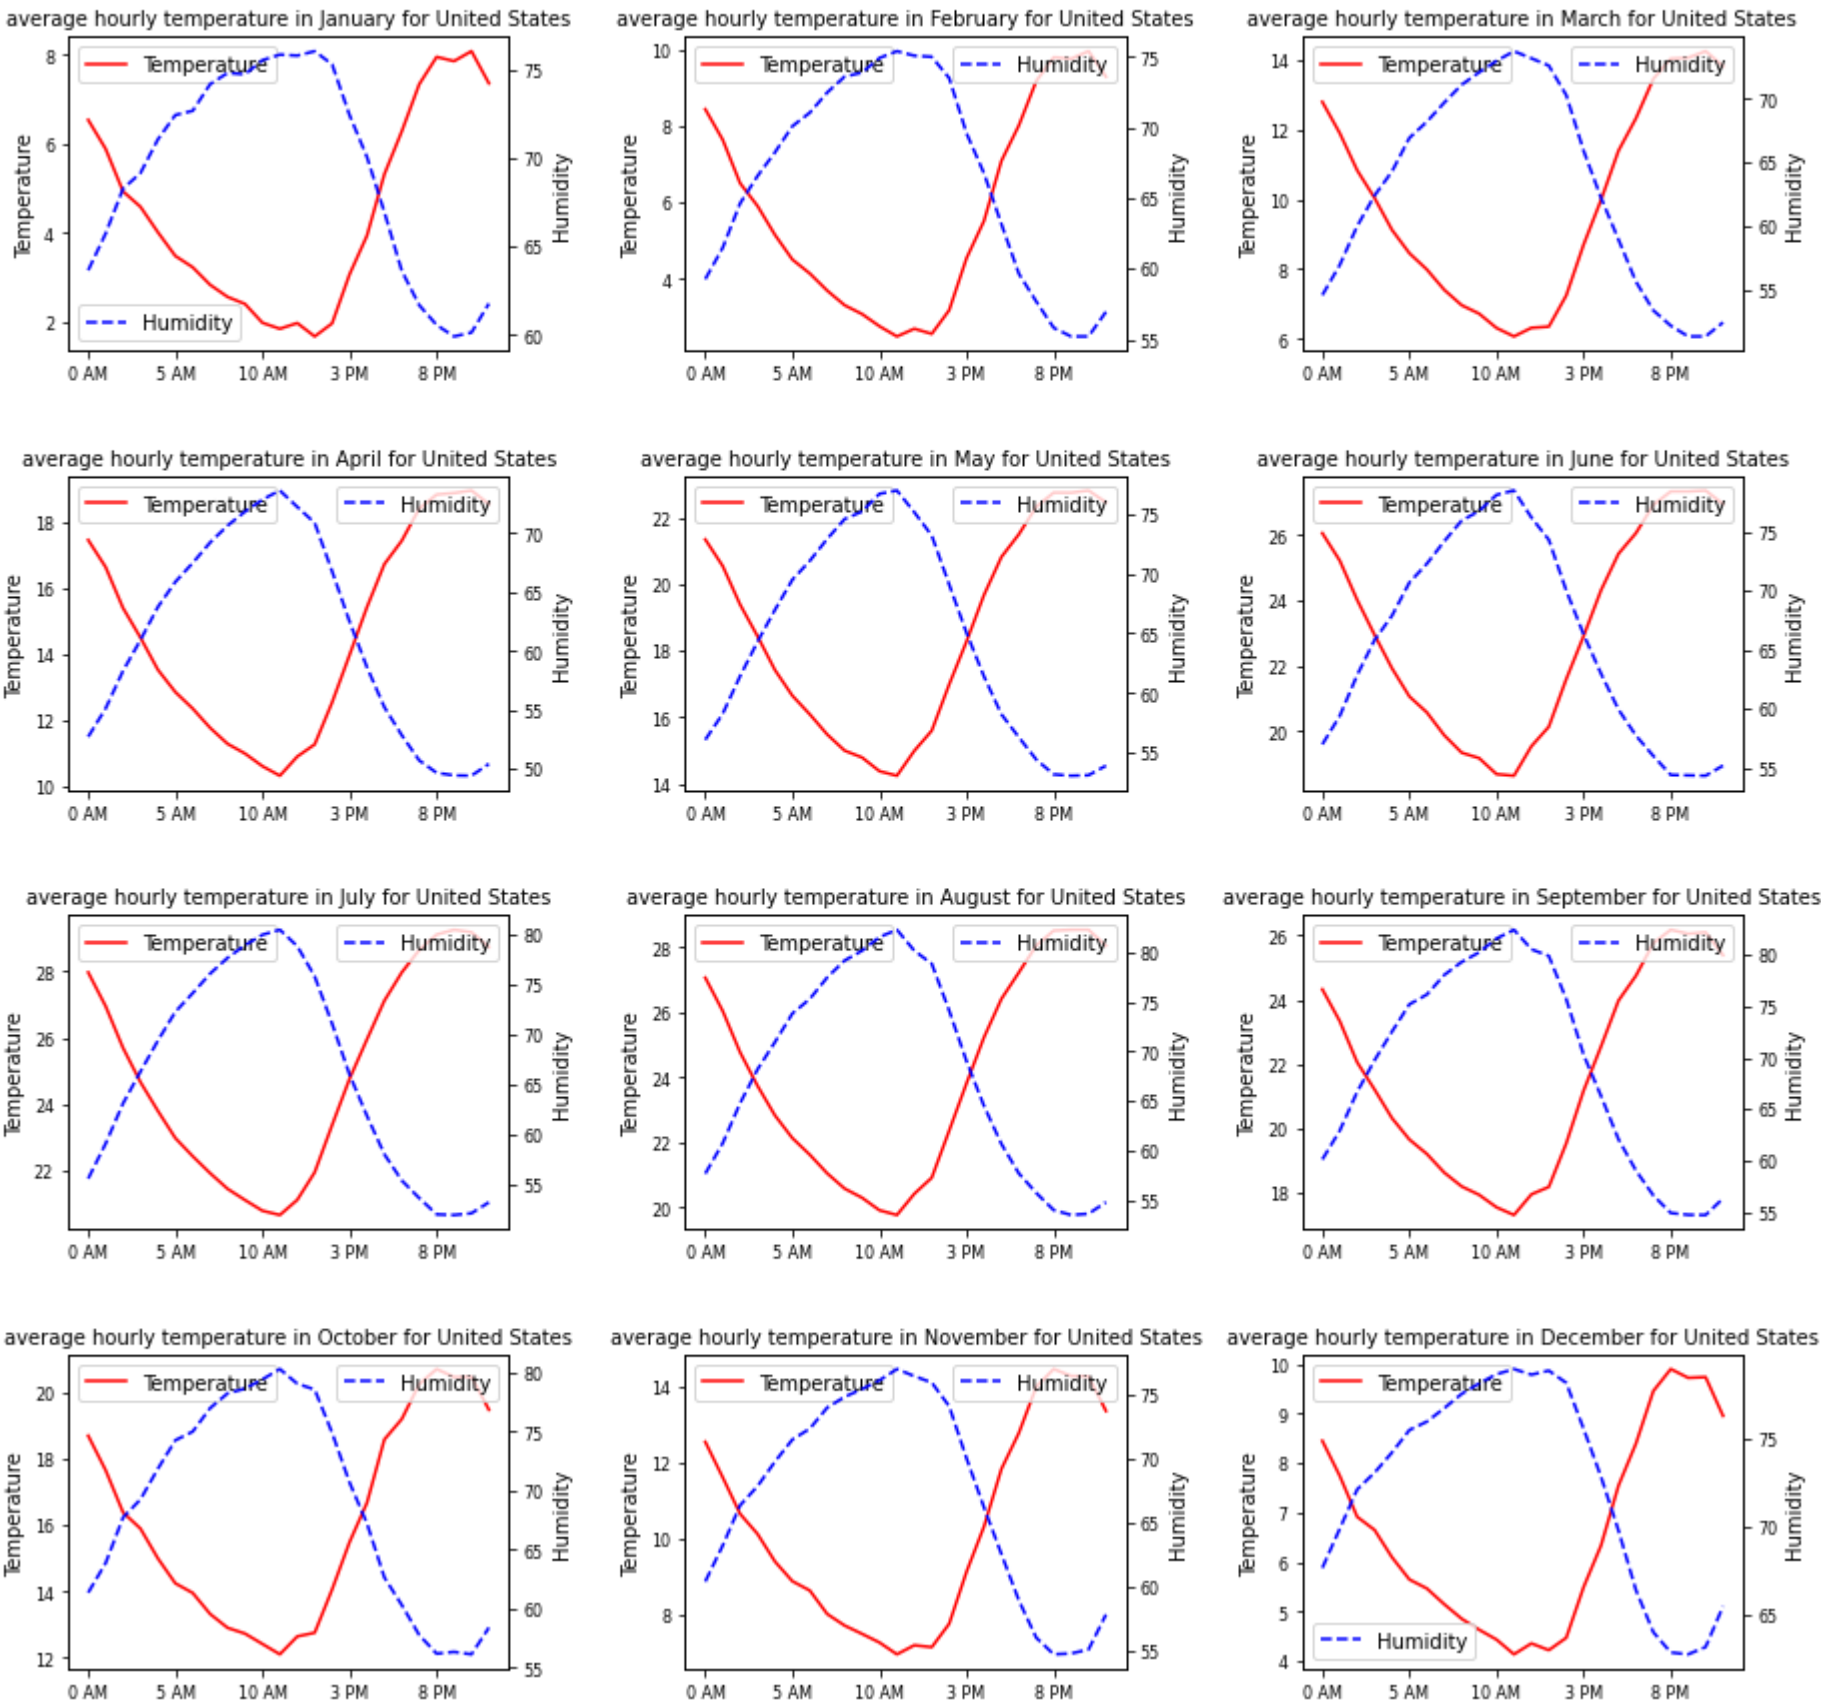 average hourly temperature in January for United States
average hourly temperature in February for United States
average hourly temperature in March for United States
8
6
4
2
Temperature
Temperature
Humidity
75
70
65
60
Humidity
0 AM 5 AM 10 AM 3 PM 8 PM
10
8
6
4
Temperature
Temperature
Humidity
75
70
65
60
55
Humidity
0 AM 5 AM 10 AM 3 PM 8 PM
14
12
10
8
6
Temperature
Temperature
Humidity
70
65
60
55
Humidity
0 AM 5 AM 10 AM 3 PM 8 PM
average hourly temperature in April for United States
average hourly temperature in May for United States
average hourly temperature in June for United States
18
16
14
12
10
Temperature
Temperature
Humidity
70
65
60
55
50
Humidity
0 AM 5 AM 10 AM 3 PM 8 PM
22
20
18
16
14
Temperature
Temperature
Humidity
75
70
65
60
55
Humidity
0 AM 5 AM 10 AM 3 PM 8 PM
26
24
22
20
Temperature
Temperature
Humidity
75
70
65
60
55
Humidity
0 AM 5 AM 10 AM 3 PM 8 PM
average hourly temperature in July for United States
average hourly temperature in August for United States
average hourly temperature in September for United States
28
26
24
22
Temperature
Temperature
Humidity
80
75
70
65
60
55
Humidity
0 AM 5 AM 10 AM 3 PM 8 PM
28
26
24
22
20
Temperature
Temperature
Humidity
80
75
70
65
60
55
Humidity
0 AM 5 AM 10 AM 3 PM 8 PM
26
24
22
20
18
Temperature
Temperature
Humidity
80
75
70
65
60
55
Humidity
0 AM 5 AM 10 AM 3 PM 8 PM
average hourly temperature in October for United States
average hourly temperature in November for United States
average hourly temperature in December for United States
20
18
16
14
12
Temperature
Temperature
Humidity
80
75
70
65
60
55
Humidity
0 AM 5 AM 10 AM 3 PM 8 PM
14
12
10
8
Temperature
Temperature
Humidity
75
70
65
60
55
Humidity
0 AM 5 AM 10 AM 3 PM 8 PM
10
9
8
7
6
5
4
Temperature
Temperature
Humidity
75
70
65
Humidity
0 AM 5 AM 10 AM 3 PM 8 PM